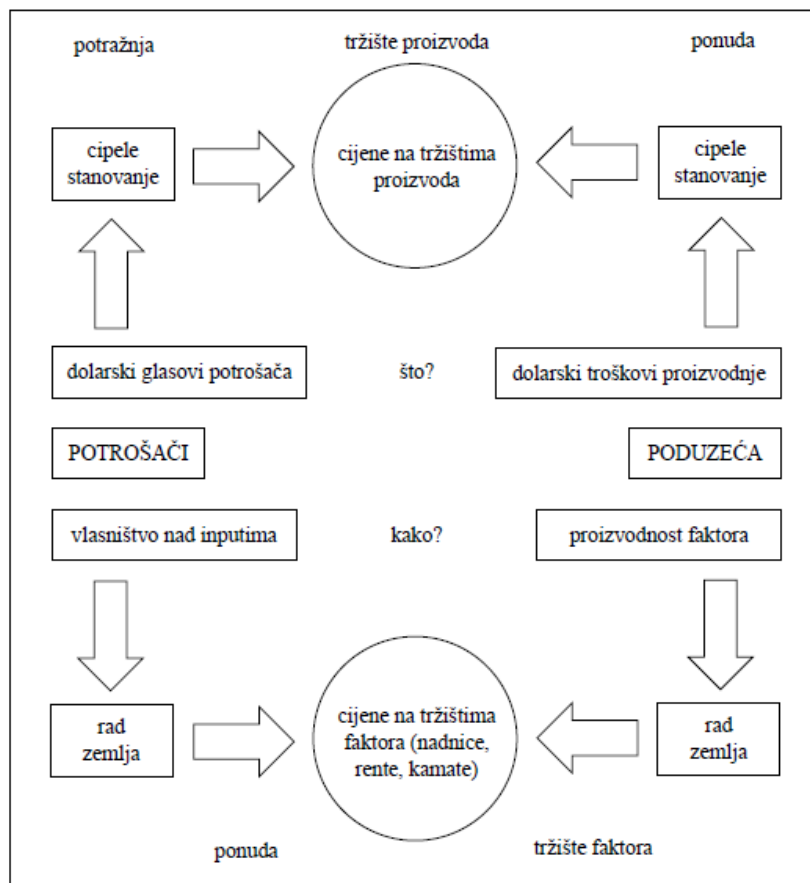 potražnja
tržište proizvoda
ponuda
cipele
stanovanje
cijene na tržištima
proizvoda
cipele
stanovanje
dolarski glasovi potrošača
što?
dolarski troškovi proizvodnje
POTROŠAČI
PODUZEĆA
vlasništvo nad inputima
kako?
proizvodnost faktora
rad
zemlja
cijene na tržištima
faktora (nadnice,
rente, kamate)
rad
zemlja
ponuda
tržište faktora